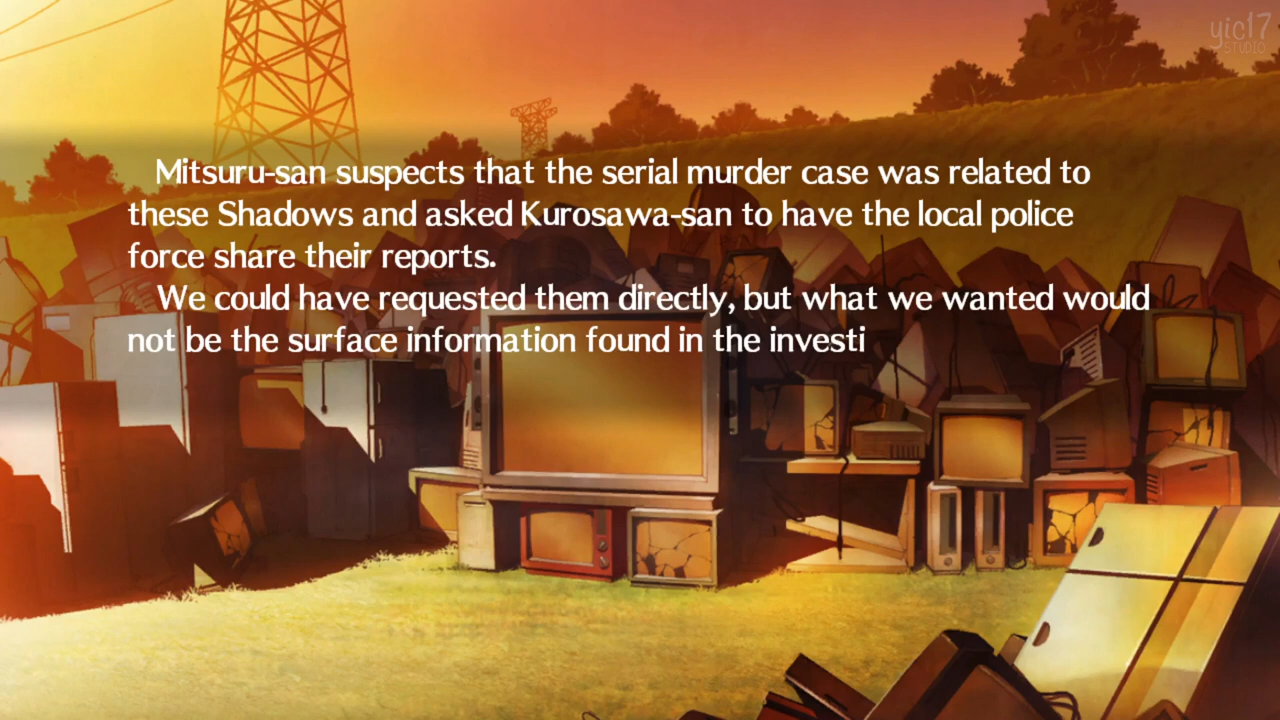 yic17
STUDIO
Mitsuru-san suspects that the serial murder case was related to
these Shadows and asked Kurosawa-san to have the local police
force share their reports.
We could have requested them directly, but what we wanted would
not be the surface information found in the investi